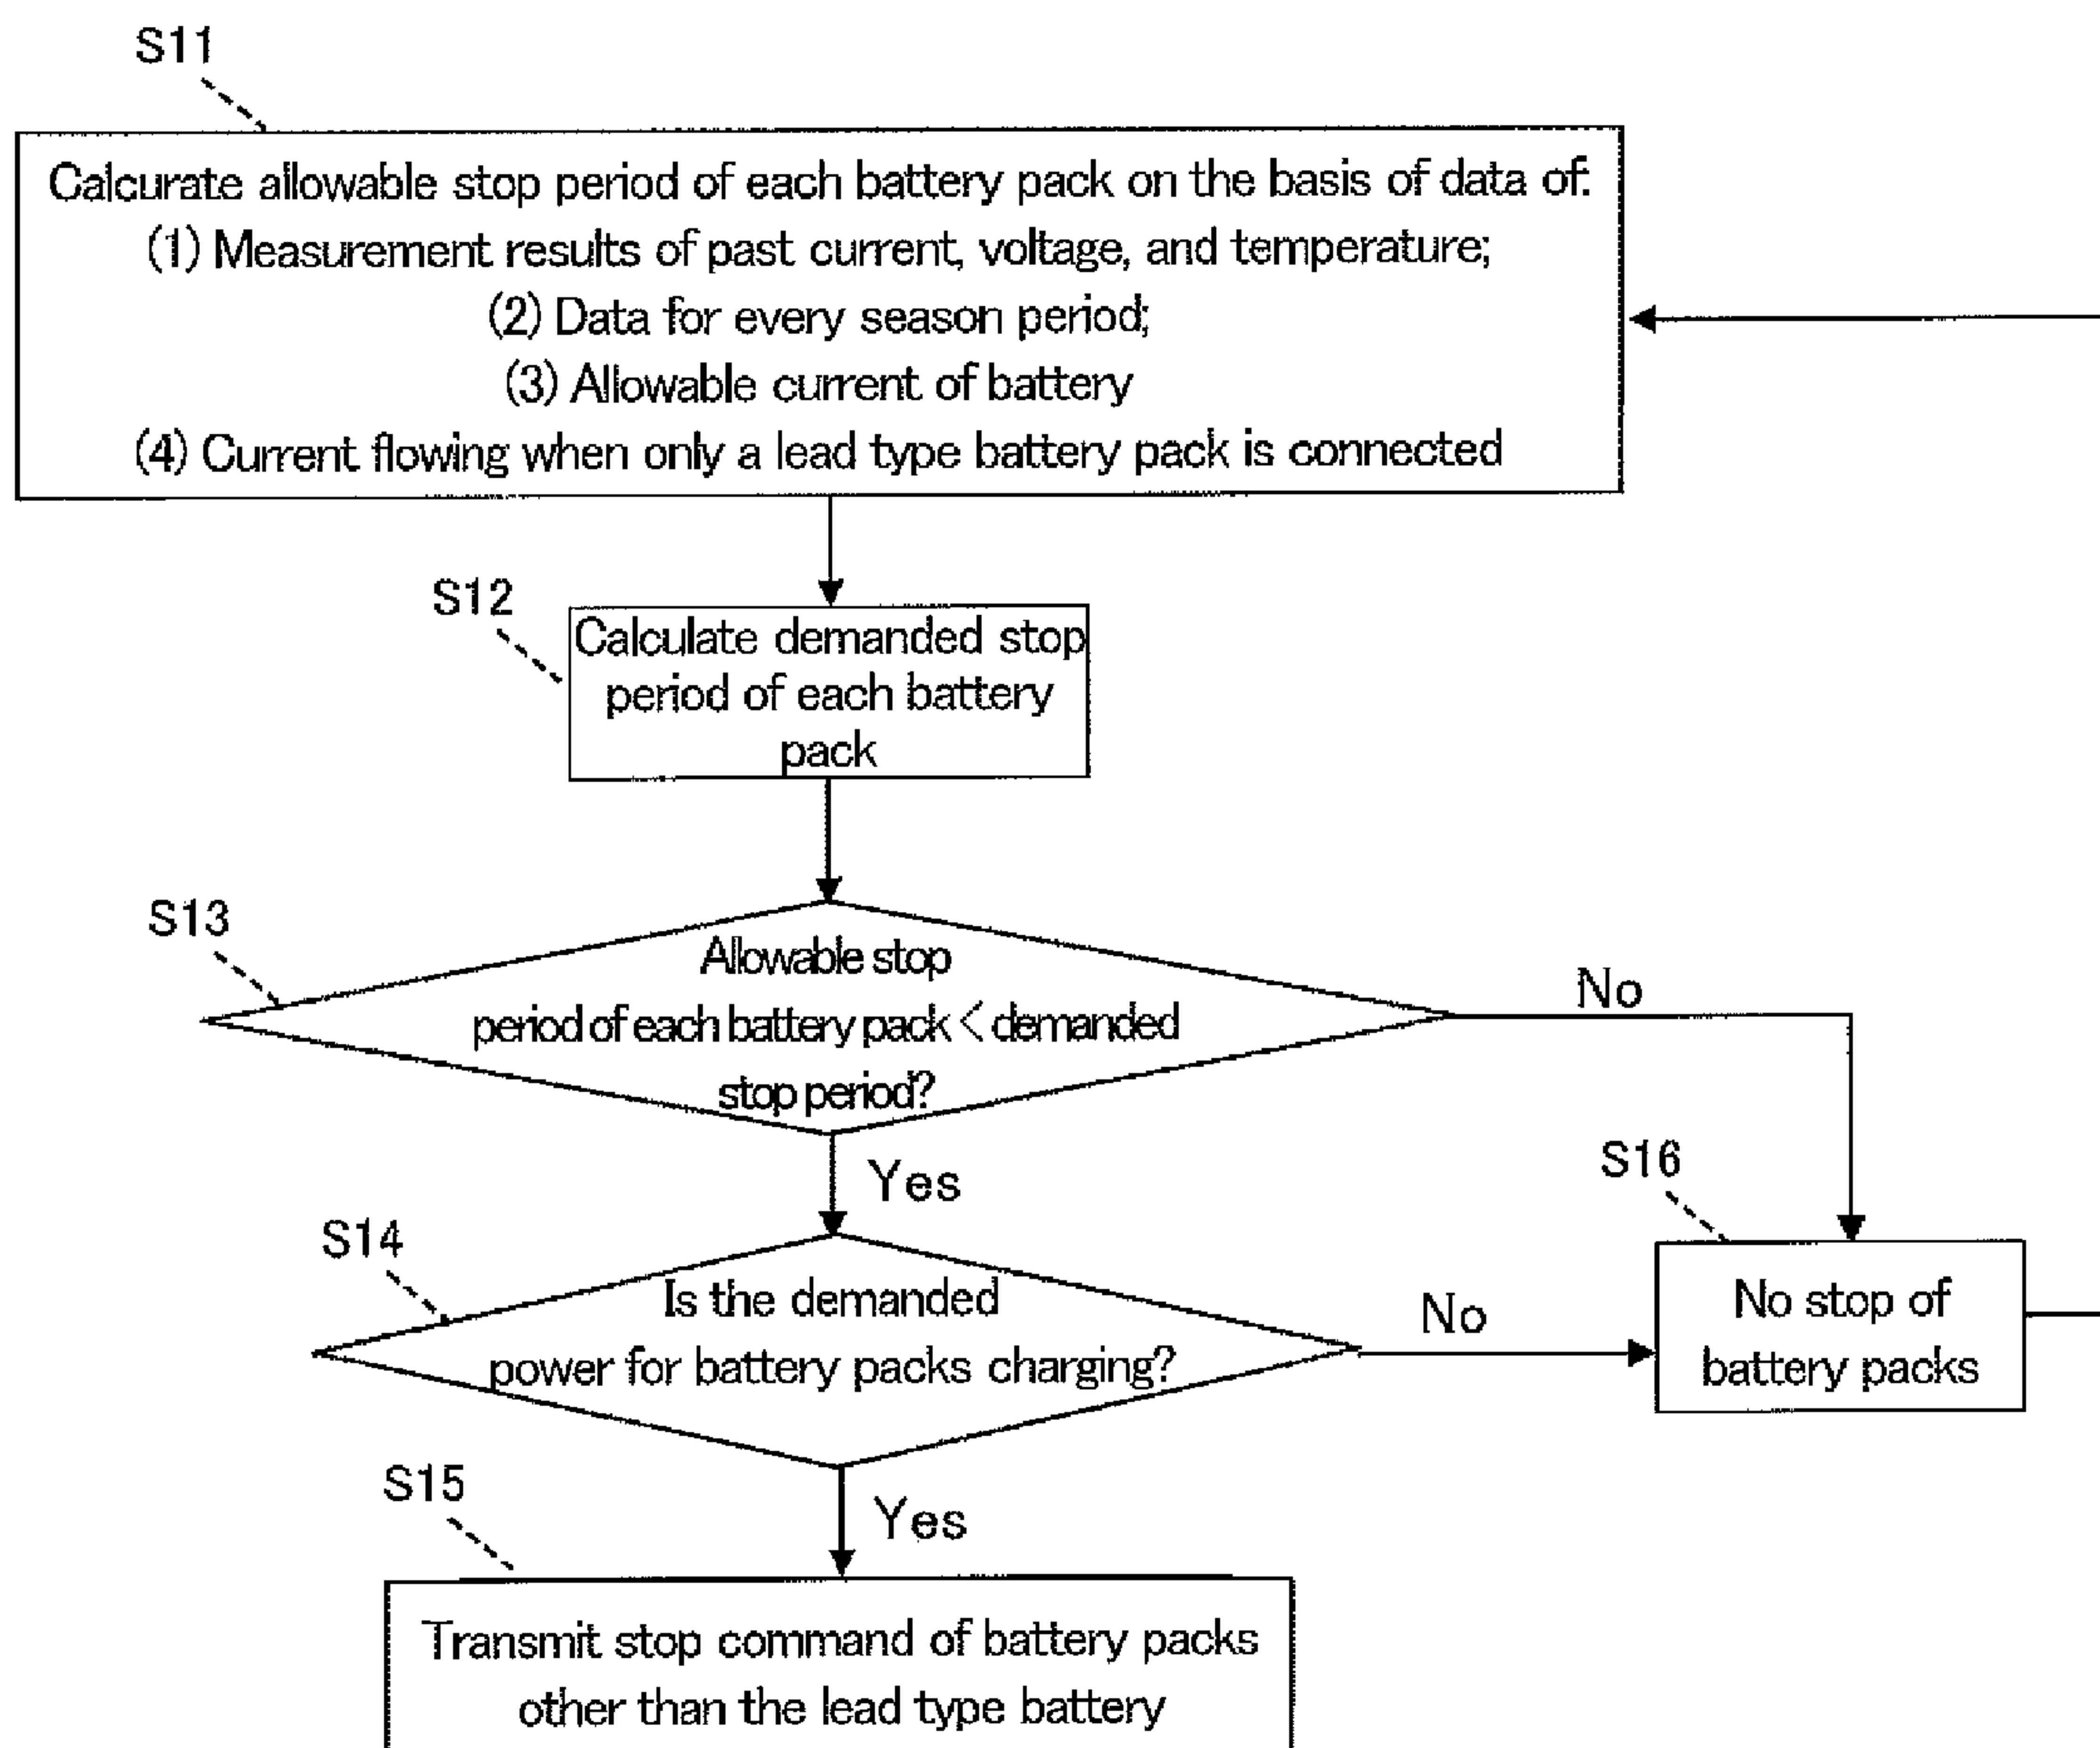 S11
Calcurate allowable stop period of each battery pack on the basis of data of:
(1) Measurement results of past current, voltage, and temperature;
(2) Data for every season period;
(3) Allowable current of battery
(4) Current flowing when only a lead type battery pack is connected
S12
Calculate demanded stop
period of each battery
pack
S13
Allowable stop
period of each battery pack < demanded
stop period?
No
Yes
S16
No stop of
battery packs
S14
Is the demanded
power for battery packs charging?
No
Yes
S15
Transmit stop command of battery packs
other than the lead type battery